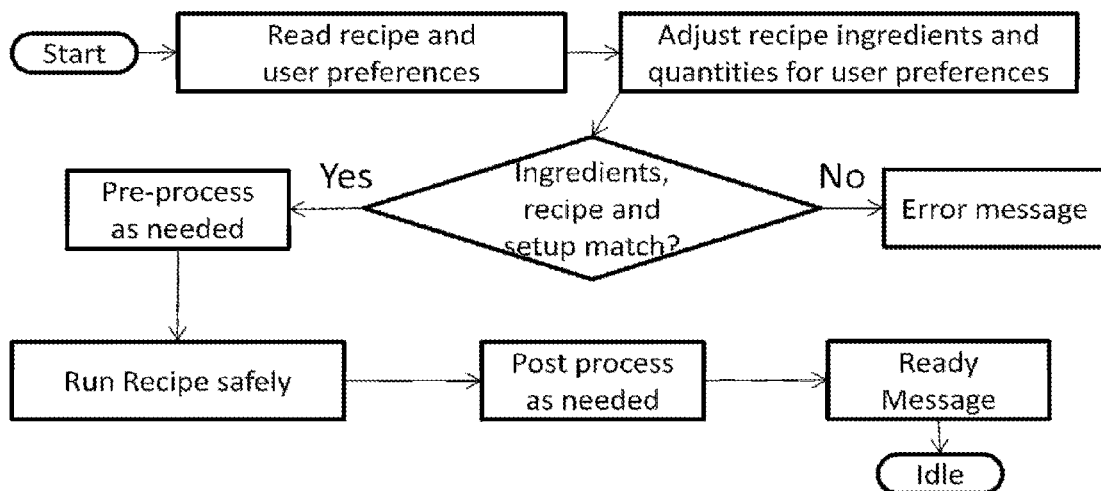 Start
Read recipe and
user preferences
Adjust recipe ingredients and
quantities for user preferences
Yes
Ingredients,
recipe and
setup match?
No
Pre-process
as needed
Error message
Run Recipe safely
Post process
as needed
Ready
Message
Idle